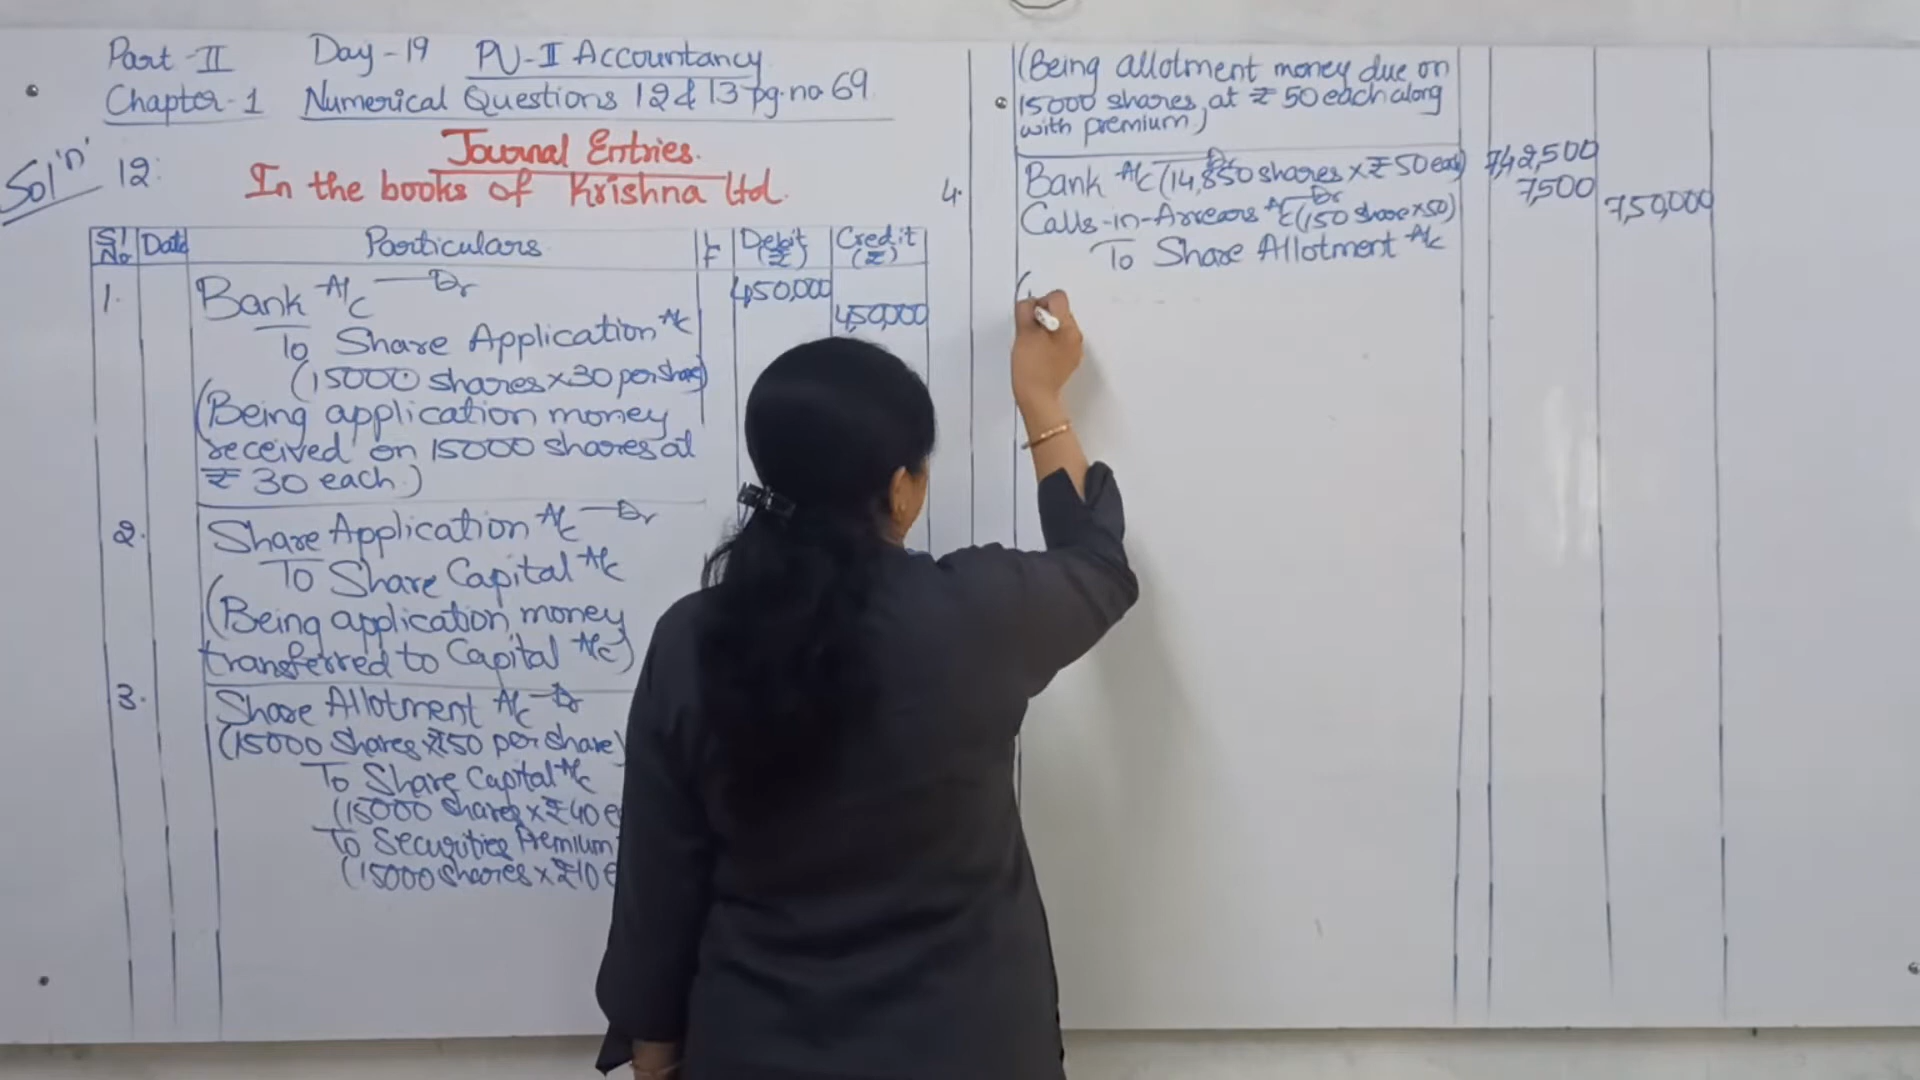 Part-II Day-19 PU-II Accountancy
Chapter-1 Numerical Questions 12 & 13 pg.no 69
Sol'n' 12. Journal Entries.
In the books of Krishna Ltd.
Sl No Date Particulars LF Debit (₹) Credit (₹)
1. Bank A/c — Dr 4,50,000
To Share Application A/c 4,50,000
(15000 shares × 30 per share)
(Being application money
received on 15000 shares at
₹ 30 each.)
2. Share Application A/c — Dr
To Share Capital A/c
(Being application money
transferred to Capital A/c)
3. Share Allotment A/c — Dr
(15000 Shares × ₹50 per share)
To Share Capital A/c
(15000 Shares × ₹40 e
To Securities Premium
(15000 shares × ₹10 e
(Being allotment money due on
15000 shares, at ₹ 50 each along
with premium.)
4. Bank A/c (14,850 shares × ₹50 each) Dr 7,42,500
Calls-in-Arrears A/c (150 share × 50) Dr 7,500
To Share Allotment A/c 7,50,000
(